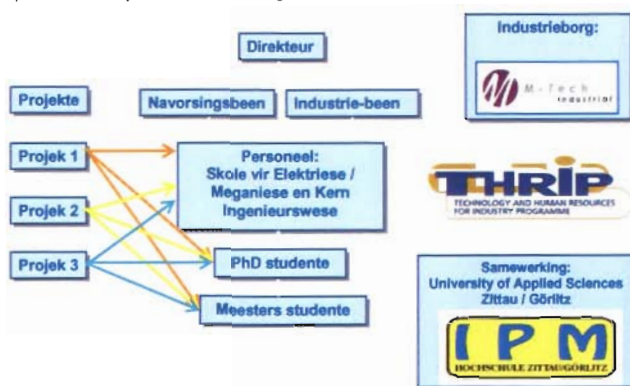 Direkteur
Industrieborg:
M-Tech
industrial
Projekte
Navorsingsbeen
Industrie-been
Projek 1
Personeel:
Skole vir Elektriese /
Meganiese en Kern
Ingenieurswese
Projek 2
THRIP
TECHNOLOGY AND HUMAN RESOURCES
FOR INDUSTRY PROGRAMME
Projek 3
PhD studente
Meesters studente
Samewerking:
University of Applied Sciences
Zittau / Görlitz
IPM
HOCHSCHULE ZITTAU/GÖRLITZ